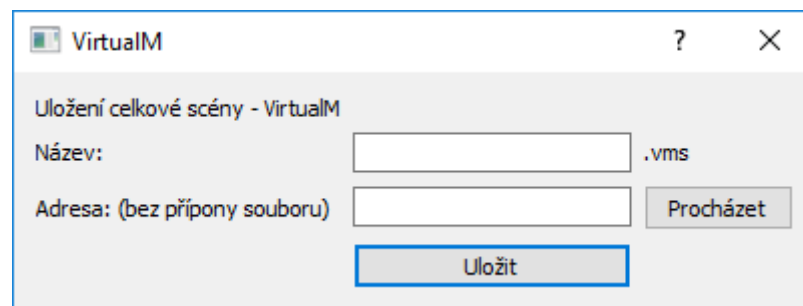 VirtualM ?
Uložení celkové scény - VirtualM
Název: .vms
Adresa: (bez přípony souboru) Procházet
Uložit